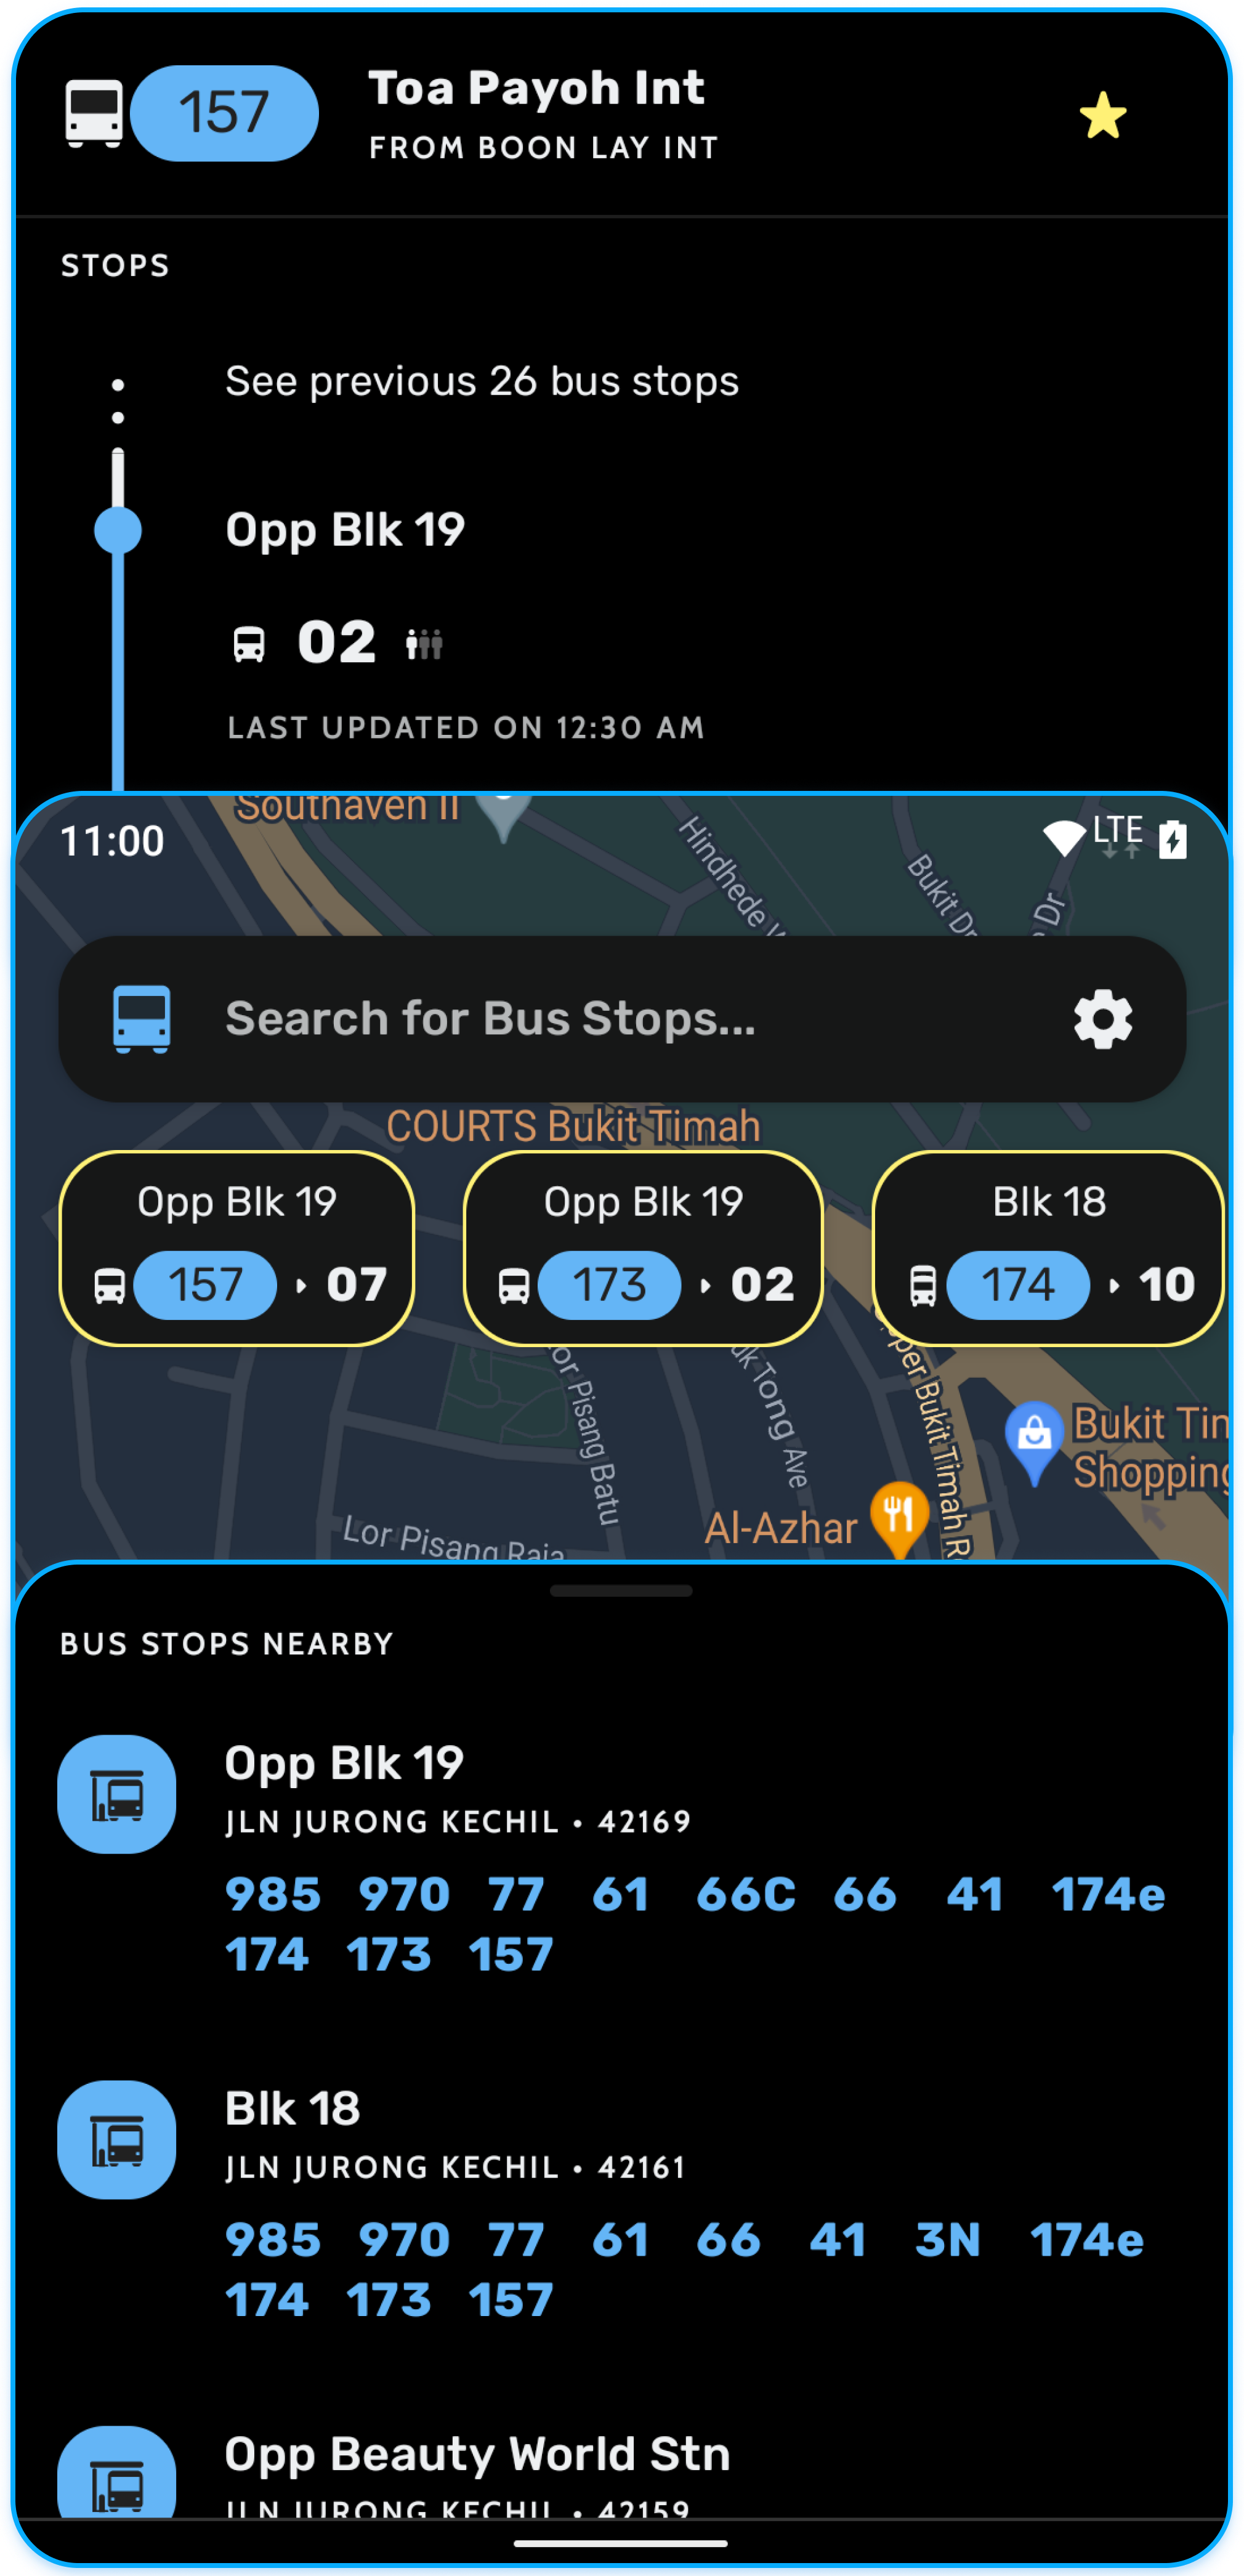 157
Toa Payoh Int
FROM BOON LAY INT
STOPS
See previous 26 bus stops
Opp Blk 19
02
LAST UPDATED ON 12:30 AM
Southaven II
11:00
LTE
Hindhede
Bukit Dr
Dr
Search for Bus Stops...
COURTS Bukit Timah
Opp Blk 19
157 07
Opp Blk 19
173 02
Blk 18
174 10
Lor Pisang Batu
Tong Ave
Upper Bukit Timah R
Bukit Tim
Shopping
Al-Azhar
Lor Pisang Raja
BUS STOPS NEARBY
Opp Blk 19
JLN JURONG KECHIL • 42169
985 970 77 61 66C 66 41 174e
174 173 157
Blk 18
JLN JURONG KECHIL • 42161
985 970 77 61 66 41 3N 174e
174 173 157
Opp Beauty World Stn
JLN JURONG KECHIL • 42159